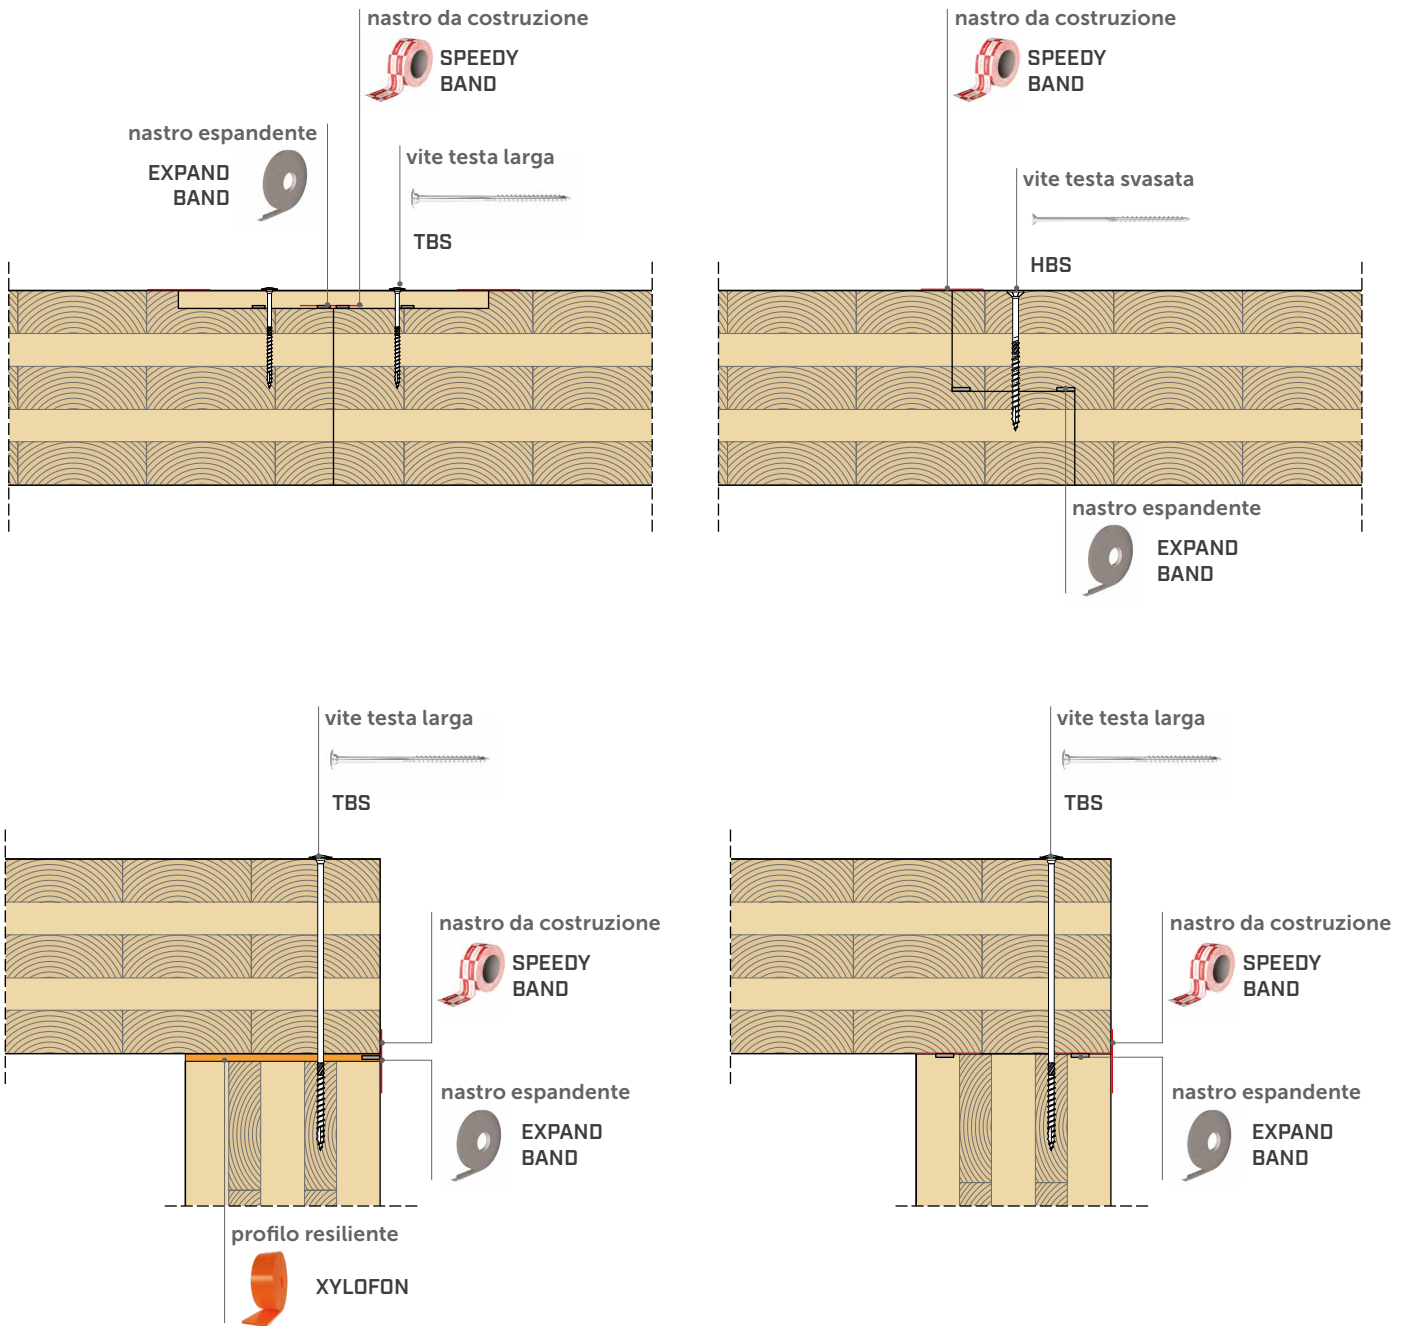 nastro da costruzione
SPEEDY
BAND
nastro espandente
EXPAND
BAND
vite testa larga
TBS
nastro da costruzione
SPEEDY
BAND
vite testa svasata
HBS
nastro espandente
EXPAND
BAND
vite testa larga
TBS
nastro da costruzione
SPEEDY
BAND
nastro espandente
EXPAND
BAND
profilo resiliente
XYLOFON
vite testa larga
TBS
nastro da costruzione
SPEEDY
BAND
nastro espandente
EXPAND
BAND